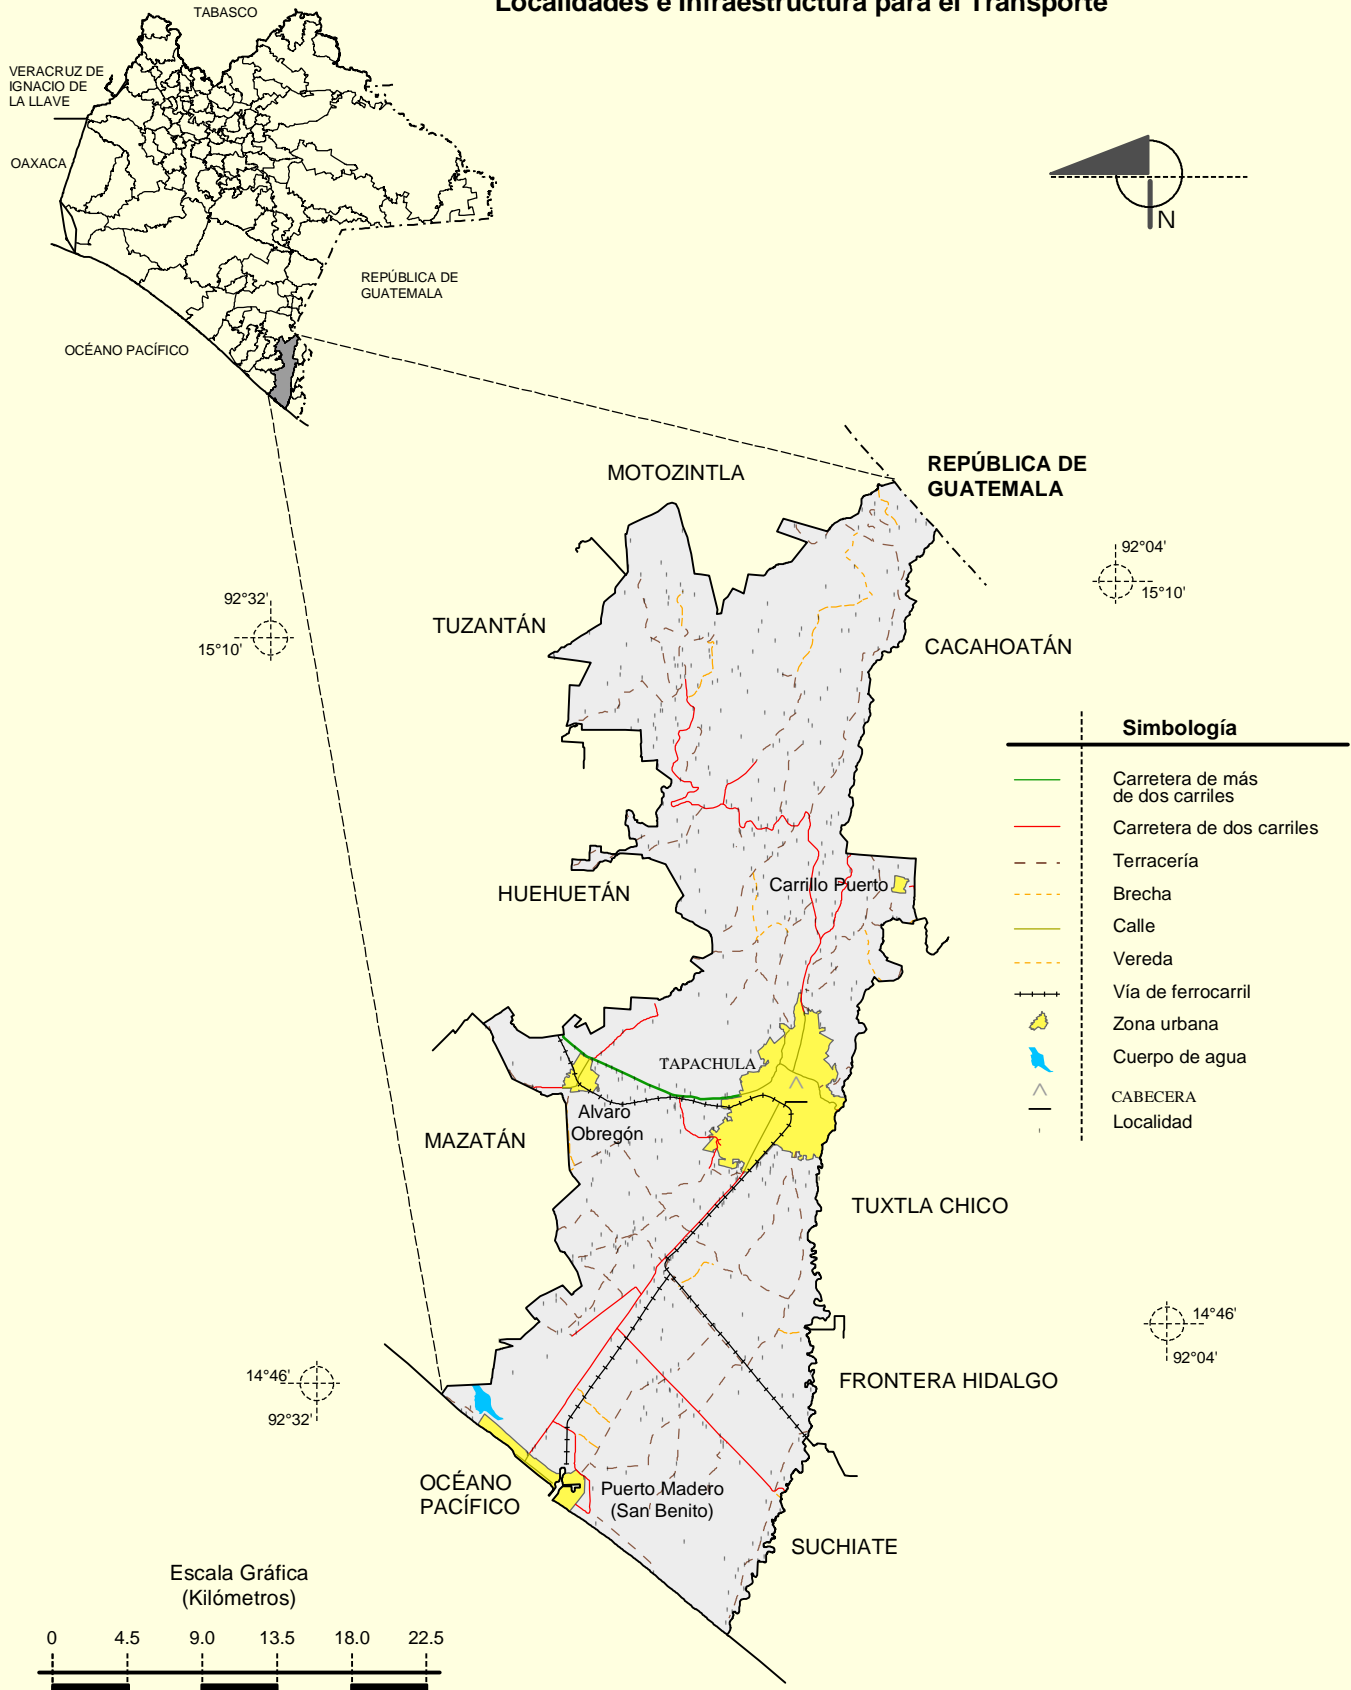 Localidades e Infraestructura para el Transporte
TABASCO
VERACRUZ DE
IGNACIO DE
LA LLAVE
OAXACA
REPÚBLICA DE
GUATEMALA
OCÉANO PACÍFICO
N
MOTOZINTLA
REPÚBLICA DE
GUATEMALA
92°04'
15°10'
92°32'
15°10'
TUZANTÁN
CACAHOATÁN
Simbología
Carretera de más
de dos carriles
Carretera de dos carriles
Terracería
Brecha
Calle
Vereda
Vía de ferrocarril
Zona urbana
Cuerpo de agua
CABECERA
Localidad
HUEHUETÁN
Carrillo Puerto
TAPACHULA
Alvaro
Obregón
MAZATÁN
TUXTLA CHICO
14°46'
92°04'
14°46'
92°32'
FRONTERA HIDALGO
OCÉANO
PACÍFICO
Puerto Madero
(San Benito)
SUCHIATE
Escala Gráfica
(Kilómetros)
0 4.5 9.0 13.5 18.0 22.5